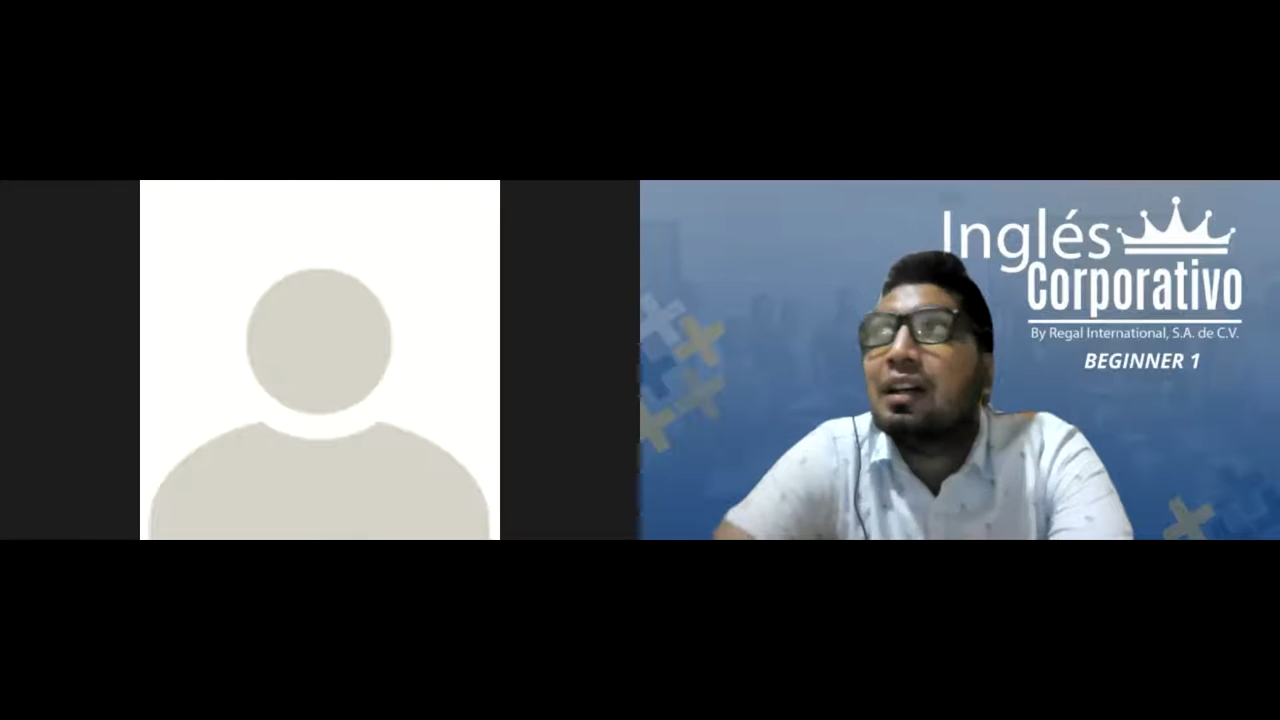 Inglés
Corporativo
By Regal International, S.A. de C.V.
BEGINNER 1